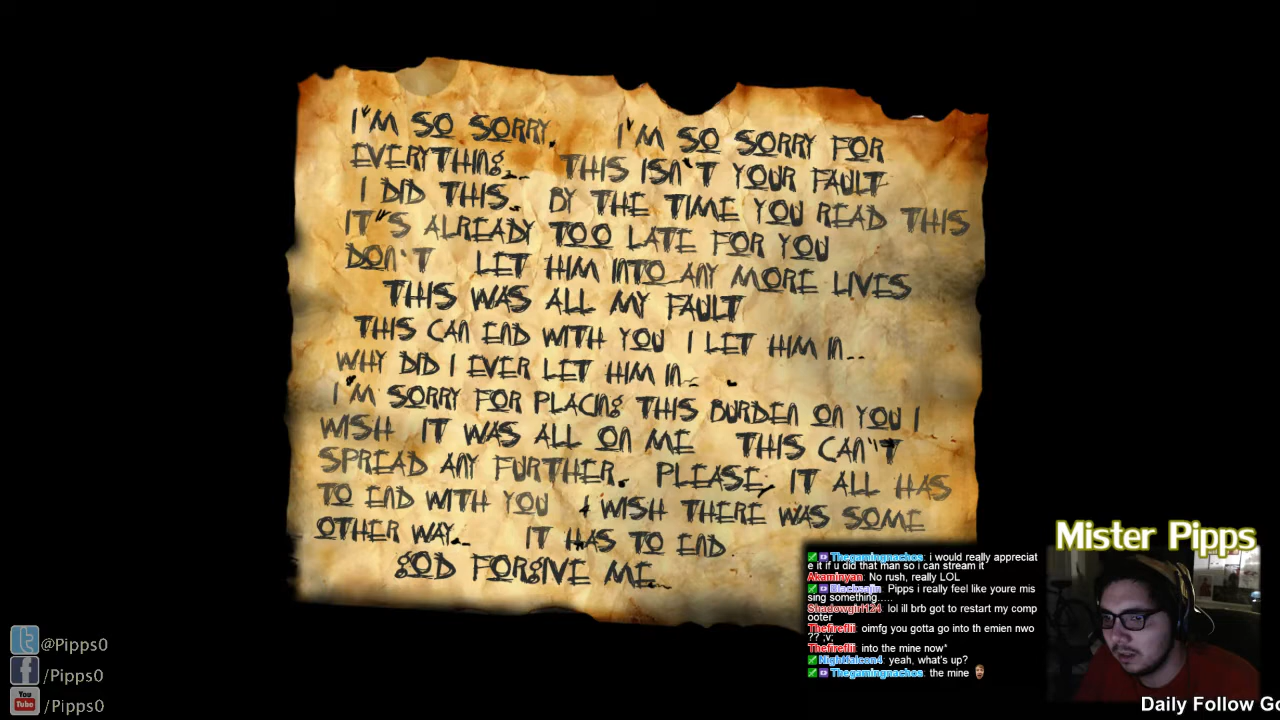 I'M SO SORRY. I'M SO SORRY FOR
EVERYTHING... THIS ISN'T YOUR FAULT
I DID THIS.. BY THE TIME YOU READ THIS
IT'S ALREADY TOO LATE FOR YOU
DON'T LET HIM INTO ANY MORE LIVES
THIS WAS ALL MY FAULT
THIS CAN END WITH YOU I LET HIM IN..
WHY DID I EVER LET HIM IN..
I'M SORRY FOR PLACING THIS BURDEN ON YOU I
WISH IT WAS ALL ON ME THIS CAN'T
SPREAD ANY FURTHER. PLEASE, IT ALL HAS
TO END WITH YOU I WISH THERE WAS SOME
OTHER WAY.. IT HAS TO END
GOD FORGIVE ME...
Mister Pipps
Thegamingnachos: i would really appreciat
e it if u did that man so i can stream it
Akaminyan: No rush, really LOL
Blacksajin: Pipps i really feel like youre mis
sing something.....
Shadowgirl124: lol ill brb got to restart my comp
ooter
Thefireflii: oimfg you gotta go into th emien nwo
?? ;v;
Thefireflii: into the mine now*
Nightfalcon4: yeah, what's up?
Thegamingnachos: the mine
@Pipps0
/Pipps0
You Tube /Pipps0
Daily Follow Go